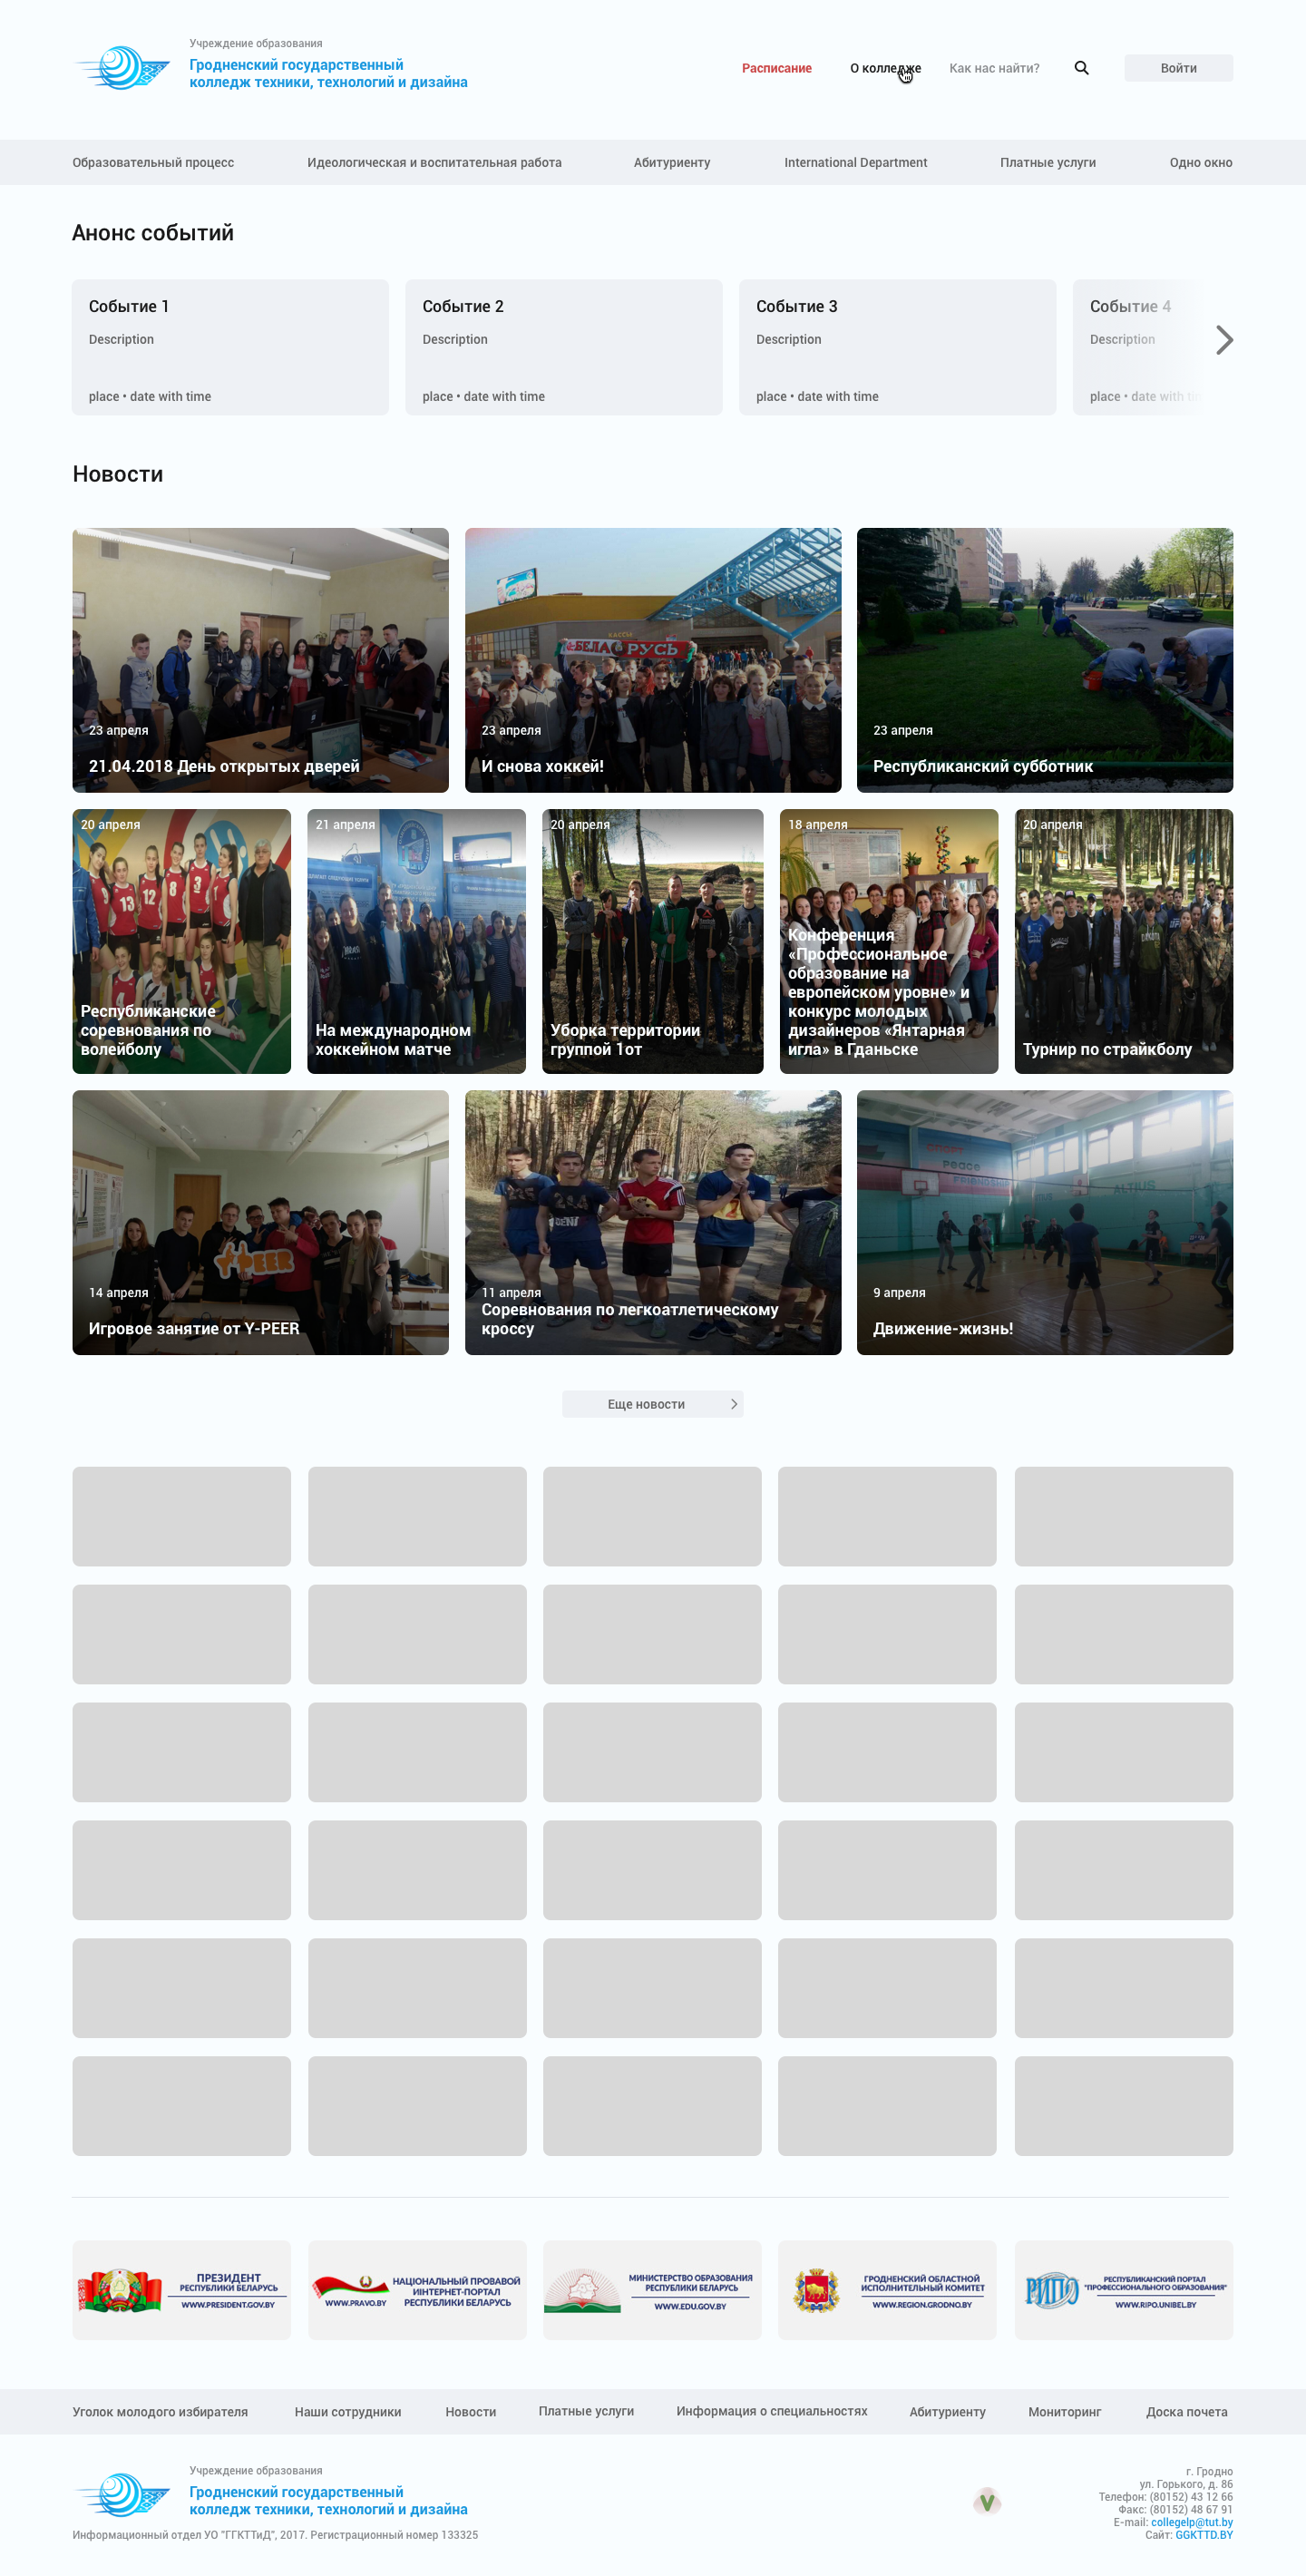 Учреждение образования
Гродненский государственный
колледж техники, технологий и дизайна
Расписание
О колледже
Как нас найти?
Войти
Образовательный процесс
Идеологическая и воспитательная работа
Абитуриенту
International Department
Платные услуги
Одно окно
Анонс событий
Событие 1
Description
place • date with time
Событие 2
Description
place • date with time
Событие 3
Description
place • date with time
Событие 4
Description
place • date with
Новости
КАССЫ
БЕЛАРУСЬ
23 апреля
21.04.2018 День открытых дверей
23 апреля
И снова хоккей!
23 апреля
Республиканский субботник
20 апреля
Республиканские
соревнования по
волейболу
21 апреля
На международном
хоккейном матче
20 апреля
Уборка территории
группой 1от
18 апреля
Конференция
«Профессиональное
образование на
европейском уровне» и
конкурс молодых
дизайнеров «Янтарная
игла» в Гданьске
20 апреля
Турнир по страйкболу
Y-PEER
14 апреля
Игровое занятие от Y-PEER
11 апреля
Соревнования по легкоатлетическому
кроссу
СПОРТ
Peace
FRIENDSHIP
ALTIUS
9 апреля
Движение-жизнь!
Еще новости
ПРЕЗИДЕНТ
РЕСПУБЛИКИ БЕЛАРУСЬ
WWW.PRESIDENT.GOV.BY
WWW.PRAVO.BY
НАЦИОНАЛЬНЫЙ ПРОВАВОЙ
ИНТЕРНЕТ-ПОРТАЛ
РЕСПУБЛИКИ БЕЛАРУСЬ
МИНИСТЕРСТВО ОБРАЗОВАНИЯ
РЕСПУБЛИКИ БЕЛАРУСЬ
WWW.EDU.GOV.BY
ГРОДНЕНСКИЙ ОБЛАСТНОЙ
ИСПОЛНИТЕЛЬНЫЙ КОМИТЕТ
WWW.REGION.GRODNO.BY
РИПО
РЕСПУБЛИКАНСКИЙ ПОРТАЛ
"ПРОФЕССИОНАЛЬНОГО ОБРАЗОВАНИЯ"
WWW.RIPO.UNIBEL.BY
Уголок молодого избирателя
Наши сотрудники
Новости
Платные услуги
Информация о специальностях
Абитуриенту
Мониторинг
Доска почета
Учреждение образования
Гродненский государственный
колледж техники, технологий и дизайна
Информационный отдел УО "ГГКТТиД", 2017. Регистрационный номер 133325
V
г. Гродно
ул. Горького, д. 86
Телефон: (80152) 43 12 66
Факс: (80152) 48 67 91
E-mail: collegelp@tut.by
Сайт: GGKTTD.BY